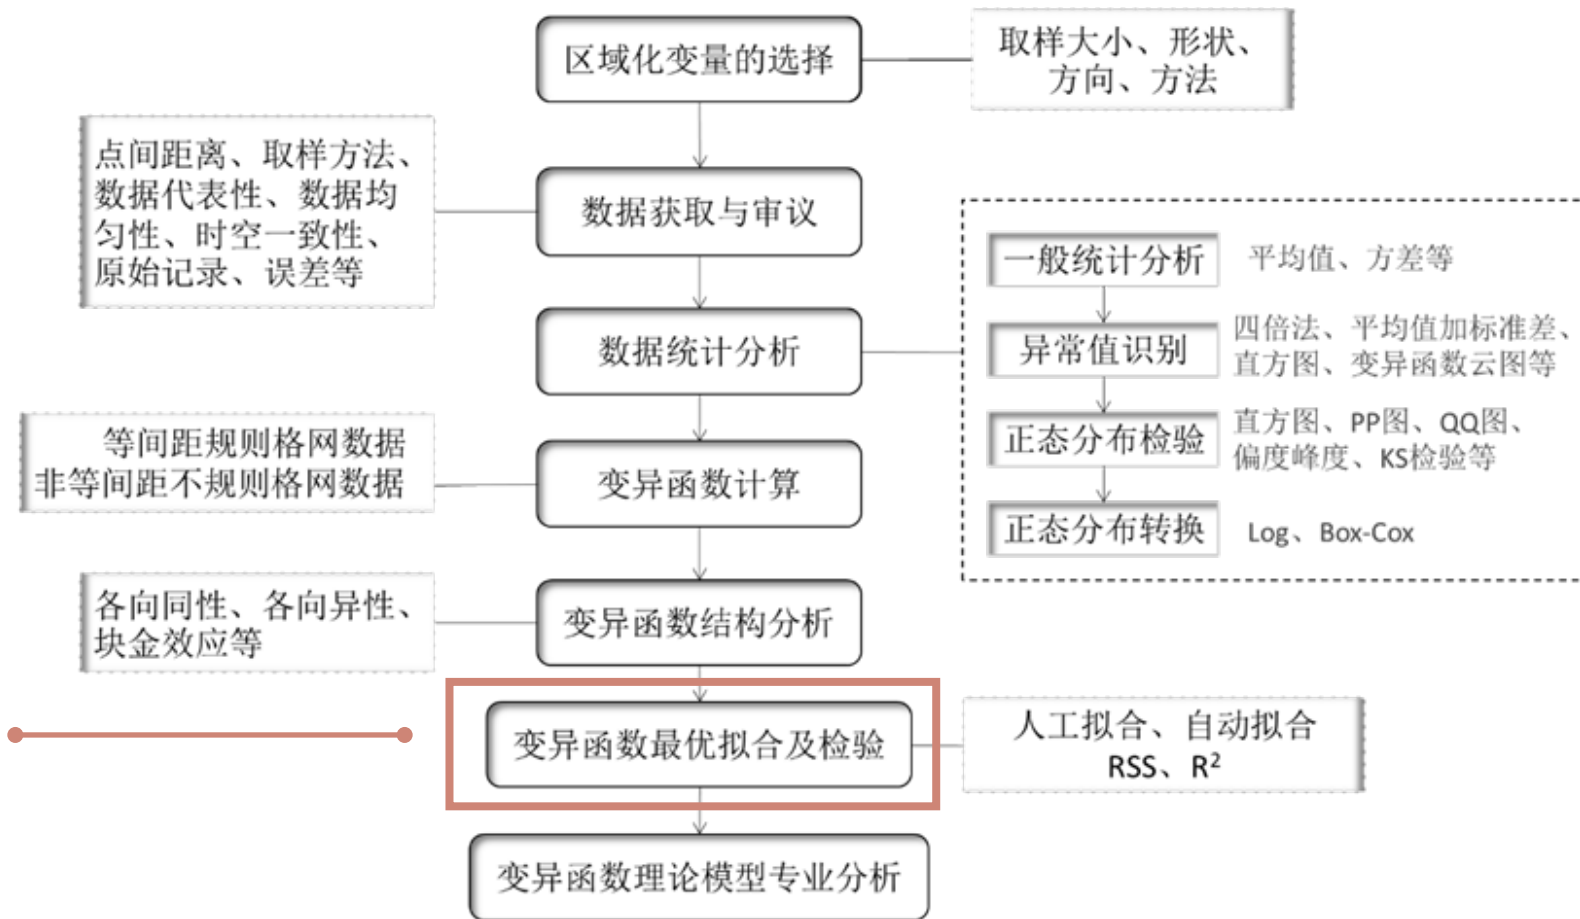 区域化变量的选择
取样大小、形状、
方向、方法
点间距离、取样方法、
数据代表性、数据均
匀性、时空一致性、
原始记录、误差等
数据获取与审议
数据统计分析
一般统计分析
平均值、方差等
异常值识别
四倍法、平均值加标准差、
直方图、变异函数云图等
正态分布检验
直方图、PP图、QQ图、
偏度峰度、KS检验等
正态分布转换
Log、Box-Cox
等间距规则格网数据
非等间距不规则格网数据
变异函数计算
各向同性、各向异性、
块金效应等
变异函数结构分析
变异函数最优拟合及检验
人工拟合、自动拟合
RSS、R²
变异函数理论模型专业分析